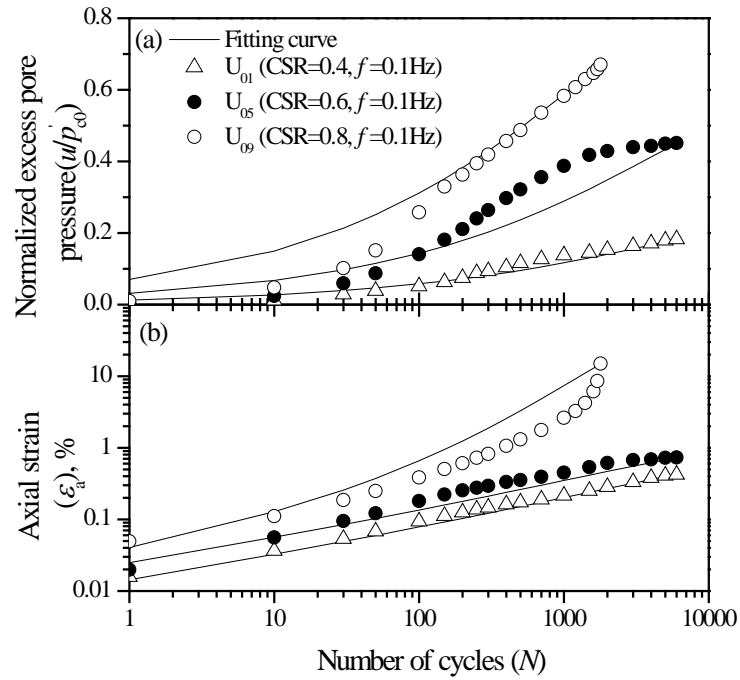 (a)
Fitting curve
U01 (CSR=0.4, f=0.1Hz)
U05 (CSR=0.6, f=0.1Hz)
U09 (CSR=0.8, f=0.1Hz)
0.8
0.6
0.4
0.2
0.0
Normalized excess pore
pressure(u/p'c0)
(b)
10
1
0.1
0.01
Axial strain
(εa), %
1 10 100 1000 10000
Number of cycles (N)